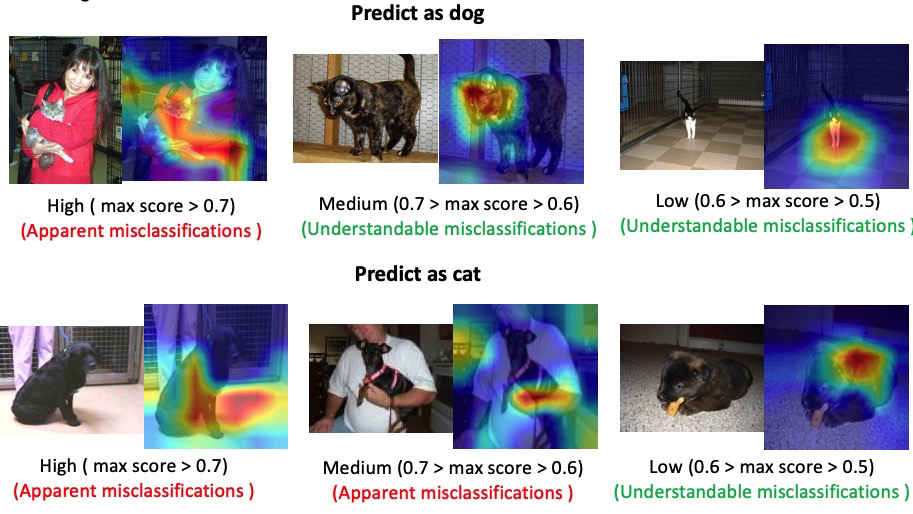 Predict as dog
High ( max score > 0.7)
(Apparent misclassifications )
Medium (0.7 > max score > 0.6)
(Understandable misclassifications )
Low (0.6 > max score > 0.5)
(Understandable misclassifications )
Predict as cat
High ( max score > 0.7)
(Apparent misclassifications )
Medium (0.7 > max score > 0.6)
(Apparent misclassifications )
Low (0.6 > max score > 0.5)
(Understandable misclassifications )